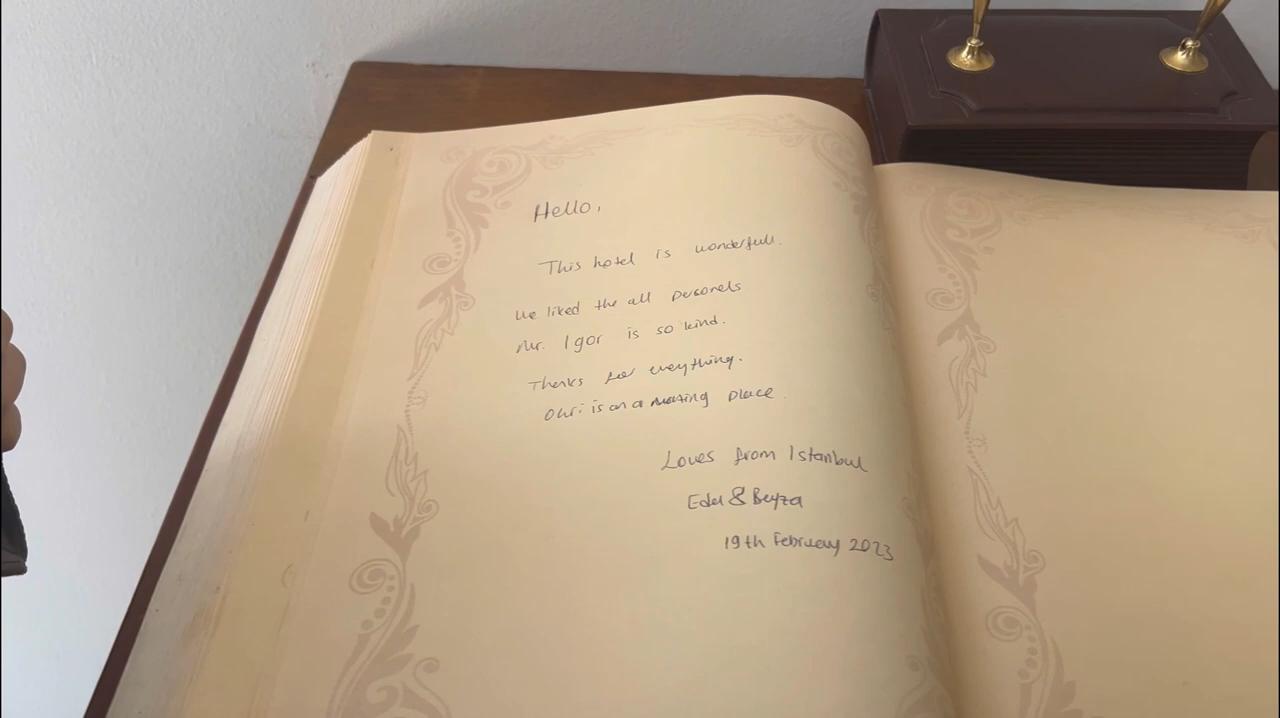 Hello,
This hotel is wonderfull.
We liked the all personels
Mr. Igor is so kind.
Thanks for everything.
Ohri is an amazing place.
Loves from Istanbul
& Beyza
19th February 2023